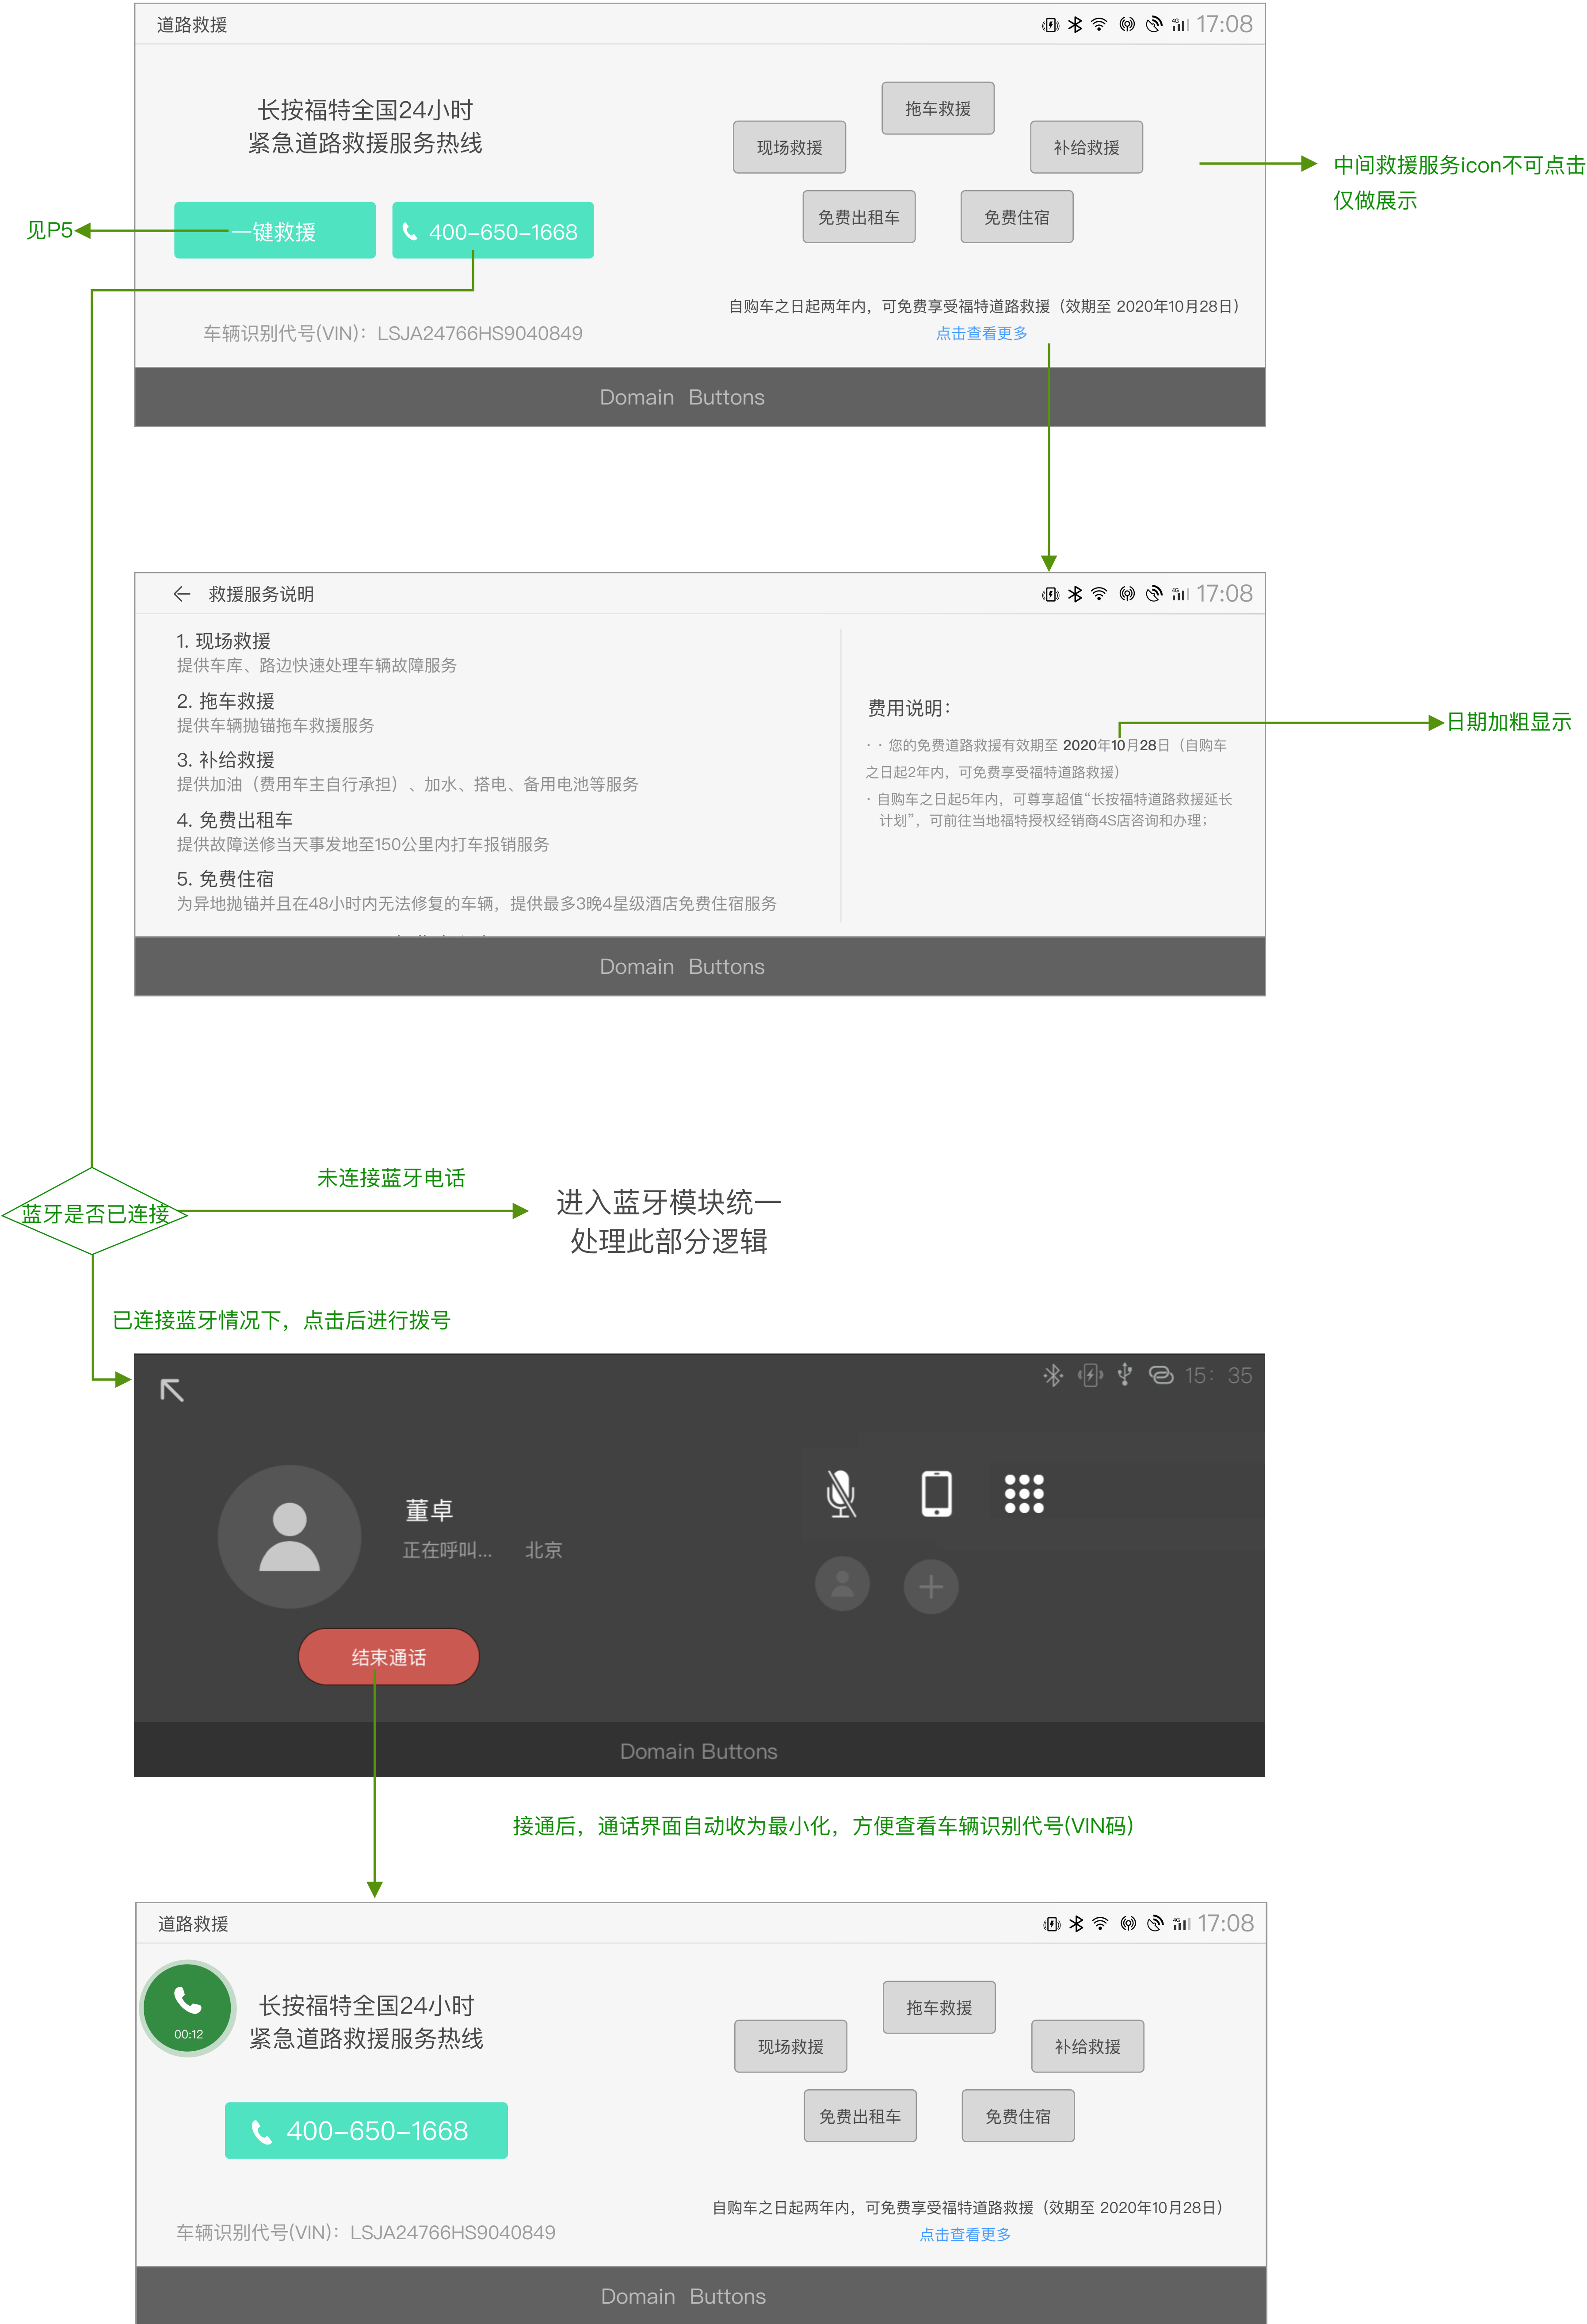 道路救援
4G 17:08
长按福特全国24小时
紧急道路救援服务热线
拖车救援
现场救援
补给救援
中间救援服务icon不可点击
仅做展示
见P5
一键救援
400-650-1668
免费出租车
免费住宿
自购车之日起两年内，可免费享受福特道路救援（效期至 2020年10月28日）
车辆识别代号(VIN)：LSJA24766HS9040849
点击查看更多
Domain Buttons
救援服务说明
4G 17:08
1. 现场救援
提供车库、路边快速处理车辆故障服务
2. 拖车救援
提供车辆抛锚拖车救援服务
3. 补给救援
提供加油（费用车主自行承担）、加水、搭电、备用电池等服务
4. 免费出租车
提供故障送修当天事发地至150公里内打车报销服务
5. 免费住宿
为异地抛锚并且在48小时内无法修复的车辆，提供最多3晚4星级酒店免费住宿服务
费用说明：
· · 您的免费道路救援有效期至 2020年10月28日（自购车
之日起2年内，可免费享受福特道路救援）
· 自购车之日起5年内，可尊享超值“长按福特道路救援延长
计划”，可前往当地福特授权经销商4S店咨询和办理；
日期加粗显示
Domain Buttons
蓝牙是否已连接
未连接蓝牙电话
进入蓝牙模块统一
处理此部分逻辑
已连接蓝牙情况下，点击后进行拨号
15：35
董卓
正在呼叫... 北京
结束通话
Domain Buttons
接通后，通话界面自动收为最小化，方便查看车辆识别代号(VIN码)
道路救援
4G 17:08
00:12
长按福特全国24小时
紧急道路救援服务热线
拖车救援
现场救援
补给救援
400-650-1668
免费出租车
免费住宿
自购车之日起两年内，可免费享受福特道路救援（效期至 2020年10月28日）
车辆识别代号(VIN)：LSJA24766HS9040849
点击查看更多
Domain Buttons